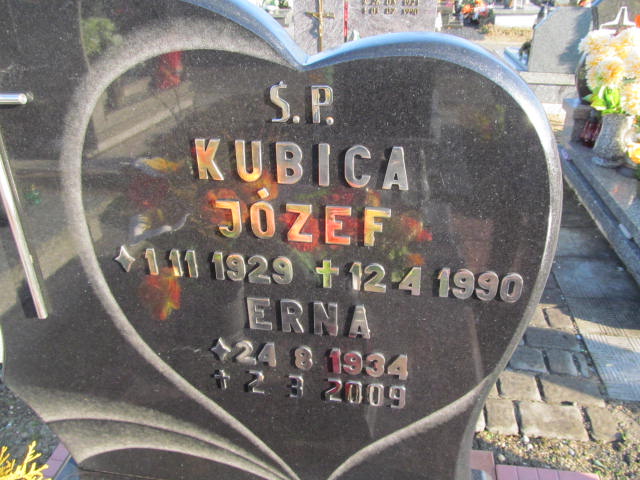 Ś.P.
KUBICA
JÓZEF
1 11 1929 ✝ 12 4 1990
ERNA
24 8 1934
✝ 2 3 2009